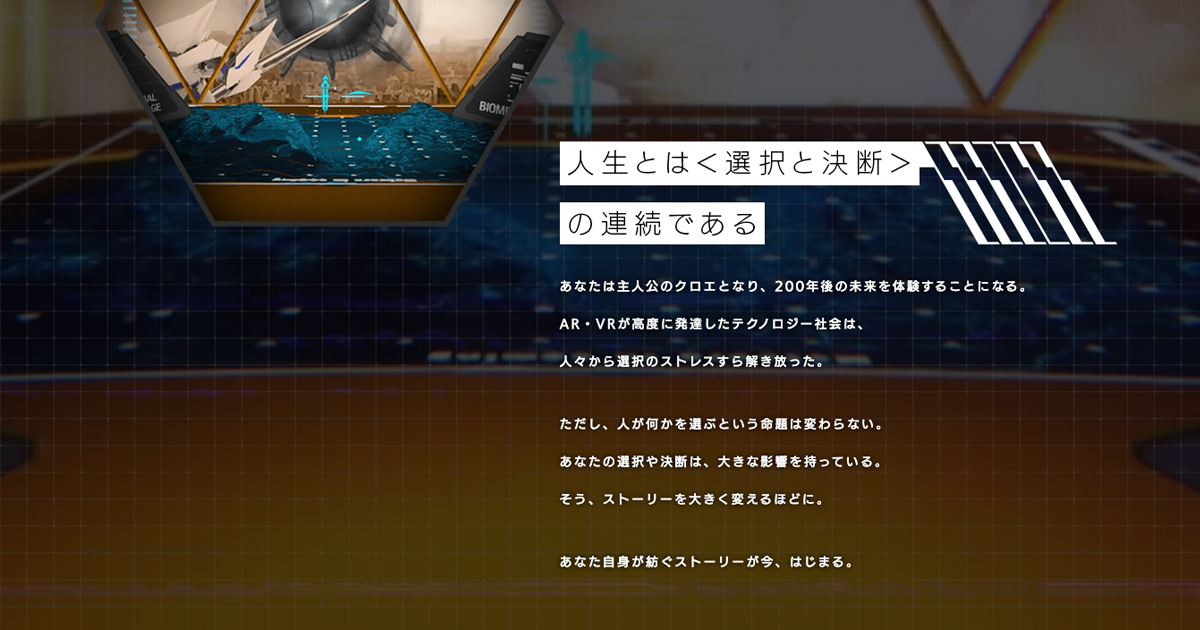 人生とは＜選択と決断＞
の連続である
あなたは主人公のクロエとなり、200年後の未来を体験することになる。
AR・VRが高度に発達したテクノロジー社会は、
人々から選択のストレスすら解き放った。
ただし、人が何かを選ぶという命題は変わらない。
あなたの選択や決断は、大きな影響を持っている。
そう、ストーリーを大きく変えるほどに。
あなた自身が紡ぐストーリーが今、はじまる。